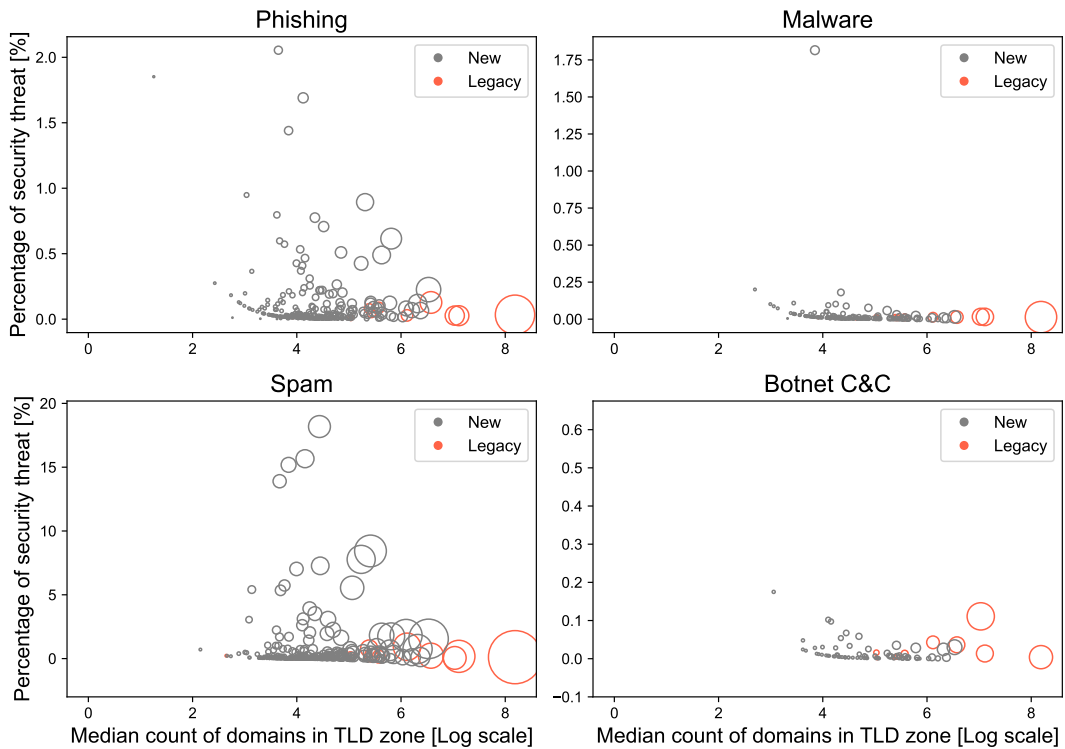 Phishing
Percentage of security threat [%]
2.0
1.5
1.0
0.5
0.0
0
2
4
6
8
New
Legacy
Malware
1.75
1.50
1.25
1.00
0.75
0.50
0.25
0.00
0
2
4
6
8
New
Legacy
Spam
Percentage of security threat [%]
20
15
10
5
0
0
2
4
6
8
Median count of domains in TLD zone [Log scale]
New
Legacy
Botnet C&C
0.6
0.5
0.4
0.3
0.2
0.1
0.0
−0.1
0
2
4
6
8
Median count of domains in TLD zone [Log scale]
New
Legacy